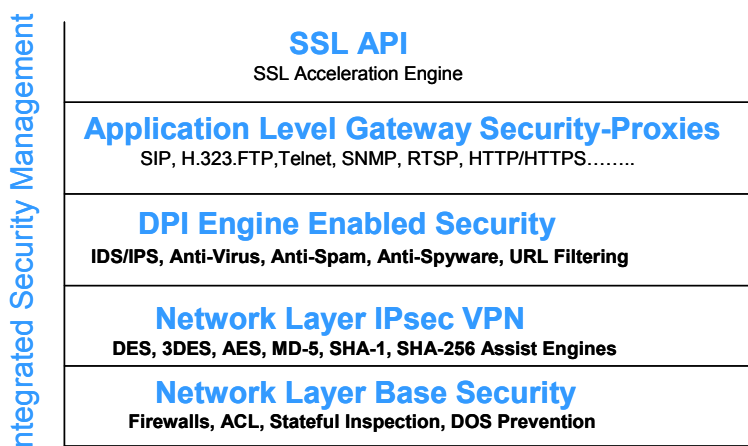 SSL API
SSL Acceleration Engine
Application Level Gateway Security-Proxies
SIP, H.323.FTP,Telnet, SNMP, RTSP, HTTP/HTTPS……..
DPI Engine Enabled Security
IDS/IPS, Anti-Virus, Anti-Spam, Anti-Spyware, URL Filtering
Network Layer IPsec VPN
DES, 3DES, AES, MD-5, SHA-1, SHA-256 Assist Engines
Network Layer Base Security
Firewalls, ACL, Stateful Inspection, DOS Prevention
ntegrated Security Management